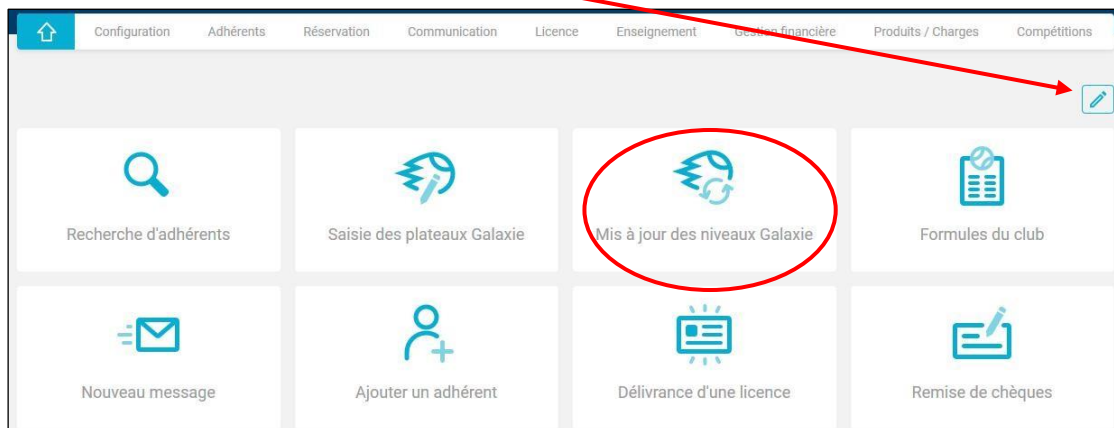 Configuration Adhérents Réservation Communication Licence Enseignement Gestion financière Produits / Charges Compétitions
Recherche d'adhérents Saisie des plateaux Galaxie Mis à jour des niveaux Galaxie Formules du club
Nouveau message Ajouter un adhérent Délivrance d'une licence Remise de chèques